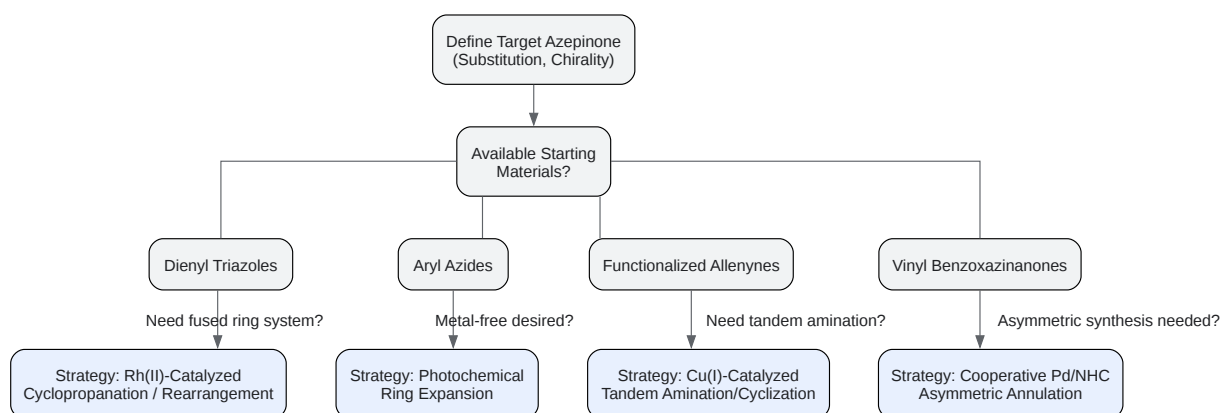 Define Target Azepinone
(Substitution, Chirality)
Available Starting
Materials?
Dienyl Triazoles
Aryl Azides
Functionalized Allenynes
Vinyl Benzoxazinanones
Need fused ring system?
Metal-free desired?
Need tandem amination?
Asymmetric synthesis needed?
Strategy: Rh(II)-Catalyzed
Cyclopropanation / Rearrangement
Strategy: Photochemical
Ring Expansion
Strategy: Cu(I)-Catalyzed
Tandem Amination/Cyclization
Strategy: Cooperative Pd/NHC
Asymmetric Annulation